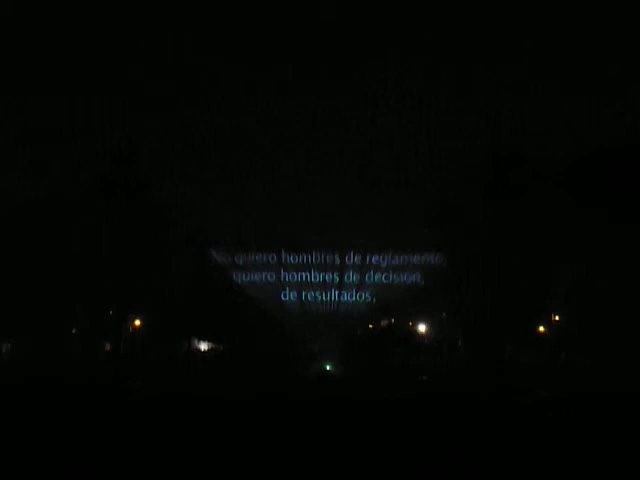 No quiero hombres de reglamento,
quiero hombres de decisión,
de resultados,